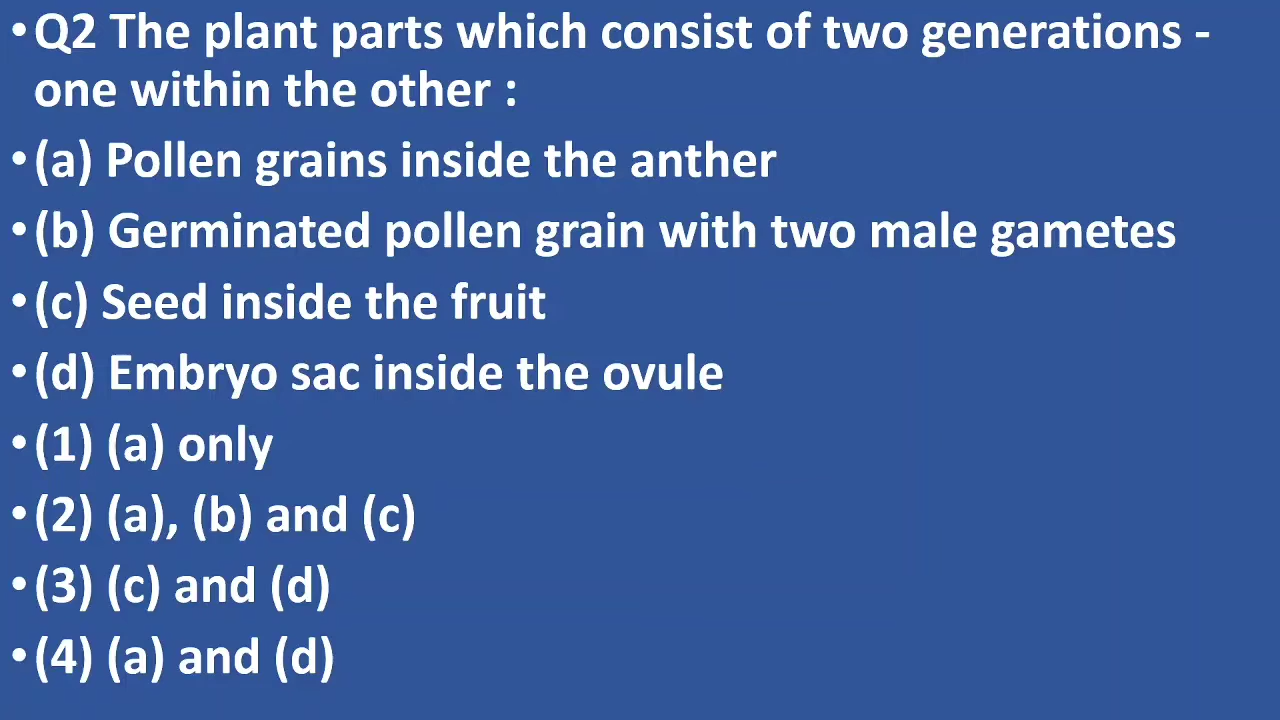 •Q2 The plant parts which consist of two generations -
one within the other :
•(a) Pollen grains inside the anther
•(b) Germinated pollen grain with two male gametes
•(c) Seed inside the fruit
•(d) Embryo sac inside the ovule
•(1) (a) only
•(2) (a), (b) and (c)
•(3) (c) and (d)
•(4) (a) and (d)